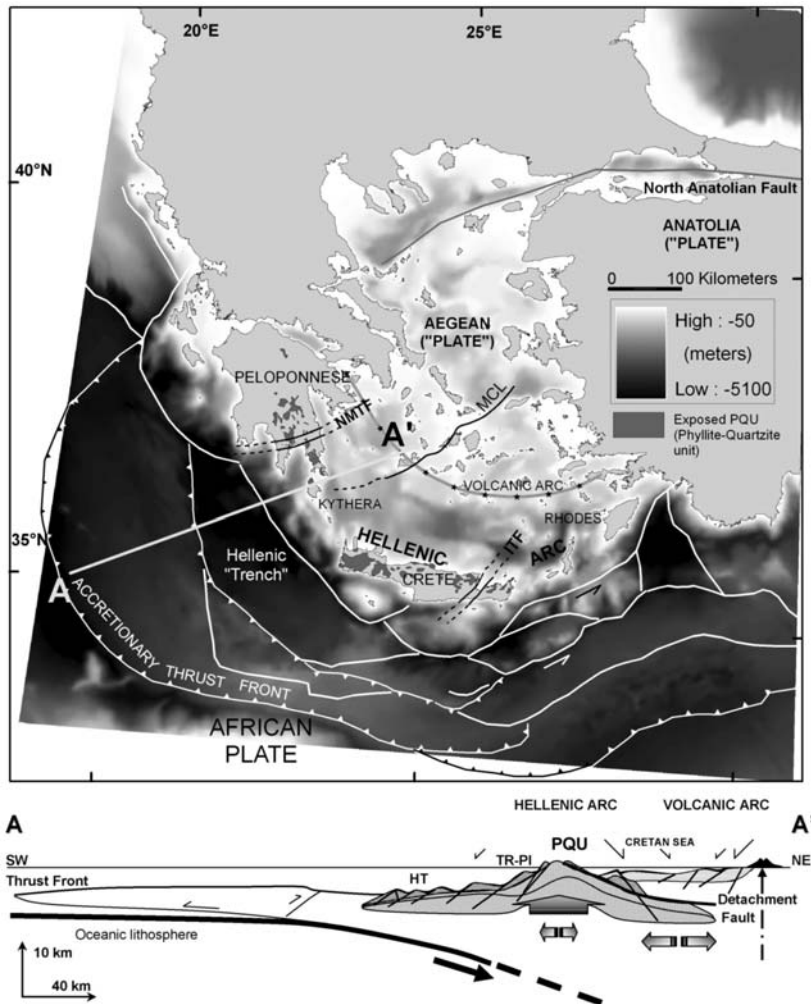 20°E
25°E
40°N
North Anatolian Fault
ANATOLIA
("PLATE")
0 100 Kilometers
High : -50
(meters)
Low : -5100
Exposed PQU
(Phyllite-Quartzite
unit)
AEGEAN
("PLATE")
PELOPONNESE
NMTF
MCL
A'
VOLCANIC ARC
KYTHERA
RHODES
35°N
HELLENIC
ARC
ITF
Hellenic
"Trench"
CRETE
A
ACCRETIONARY THRUST FRONT
AFRICAN
PLATE
HELLENIC ARC VOLCANIC ARC
A A'
SW TR-PI PQU CRETAN SEA NE
Thrust Front HT
Detachment
Fault
Oceanic lithosphere
10 km
40 km